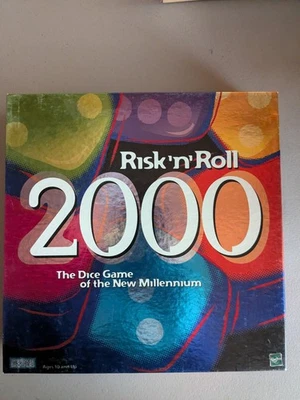 Risk 'n' Roll
2000
The Dice Game
of the New Millennium